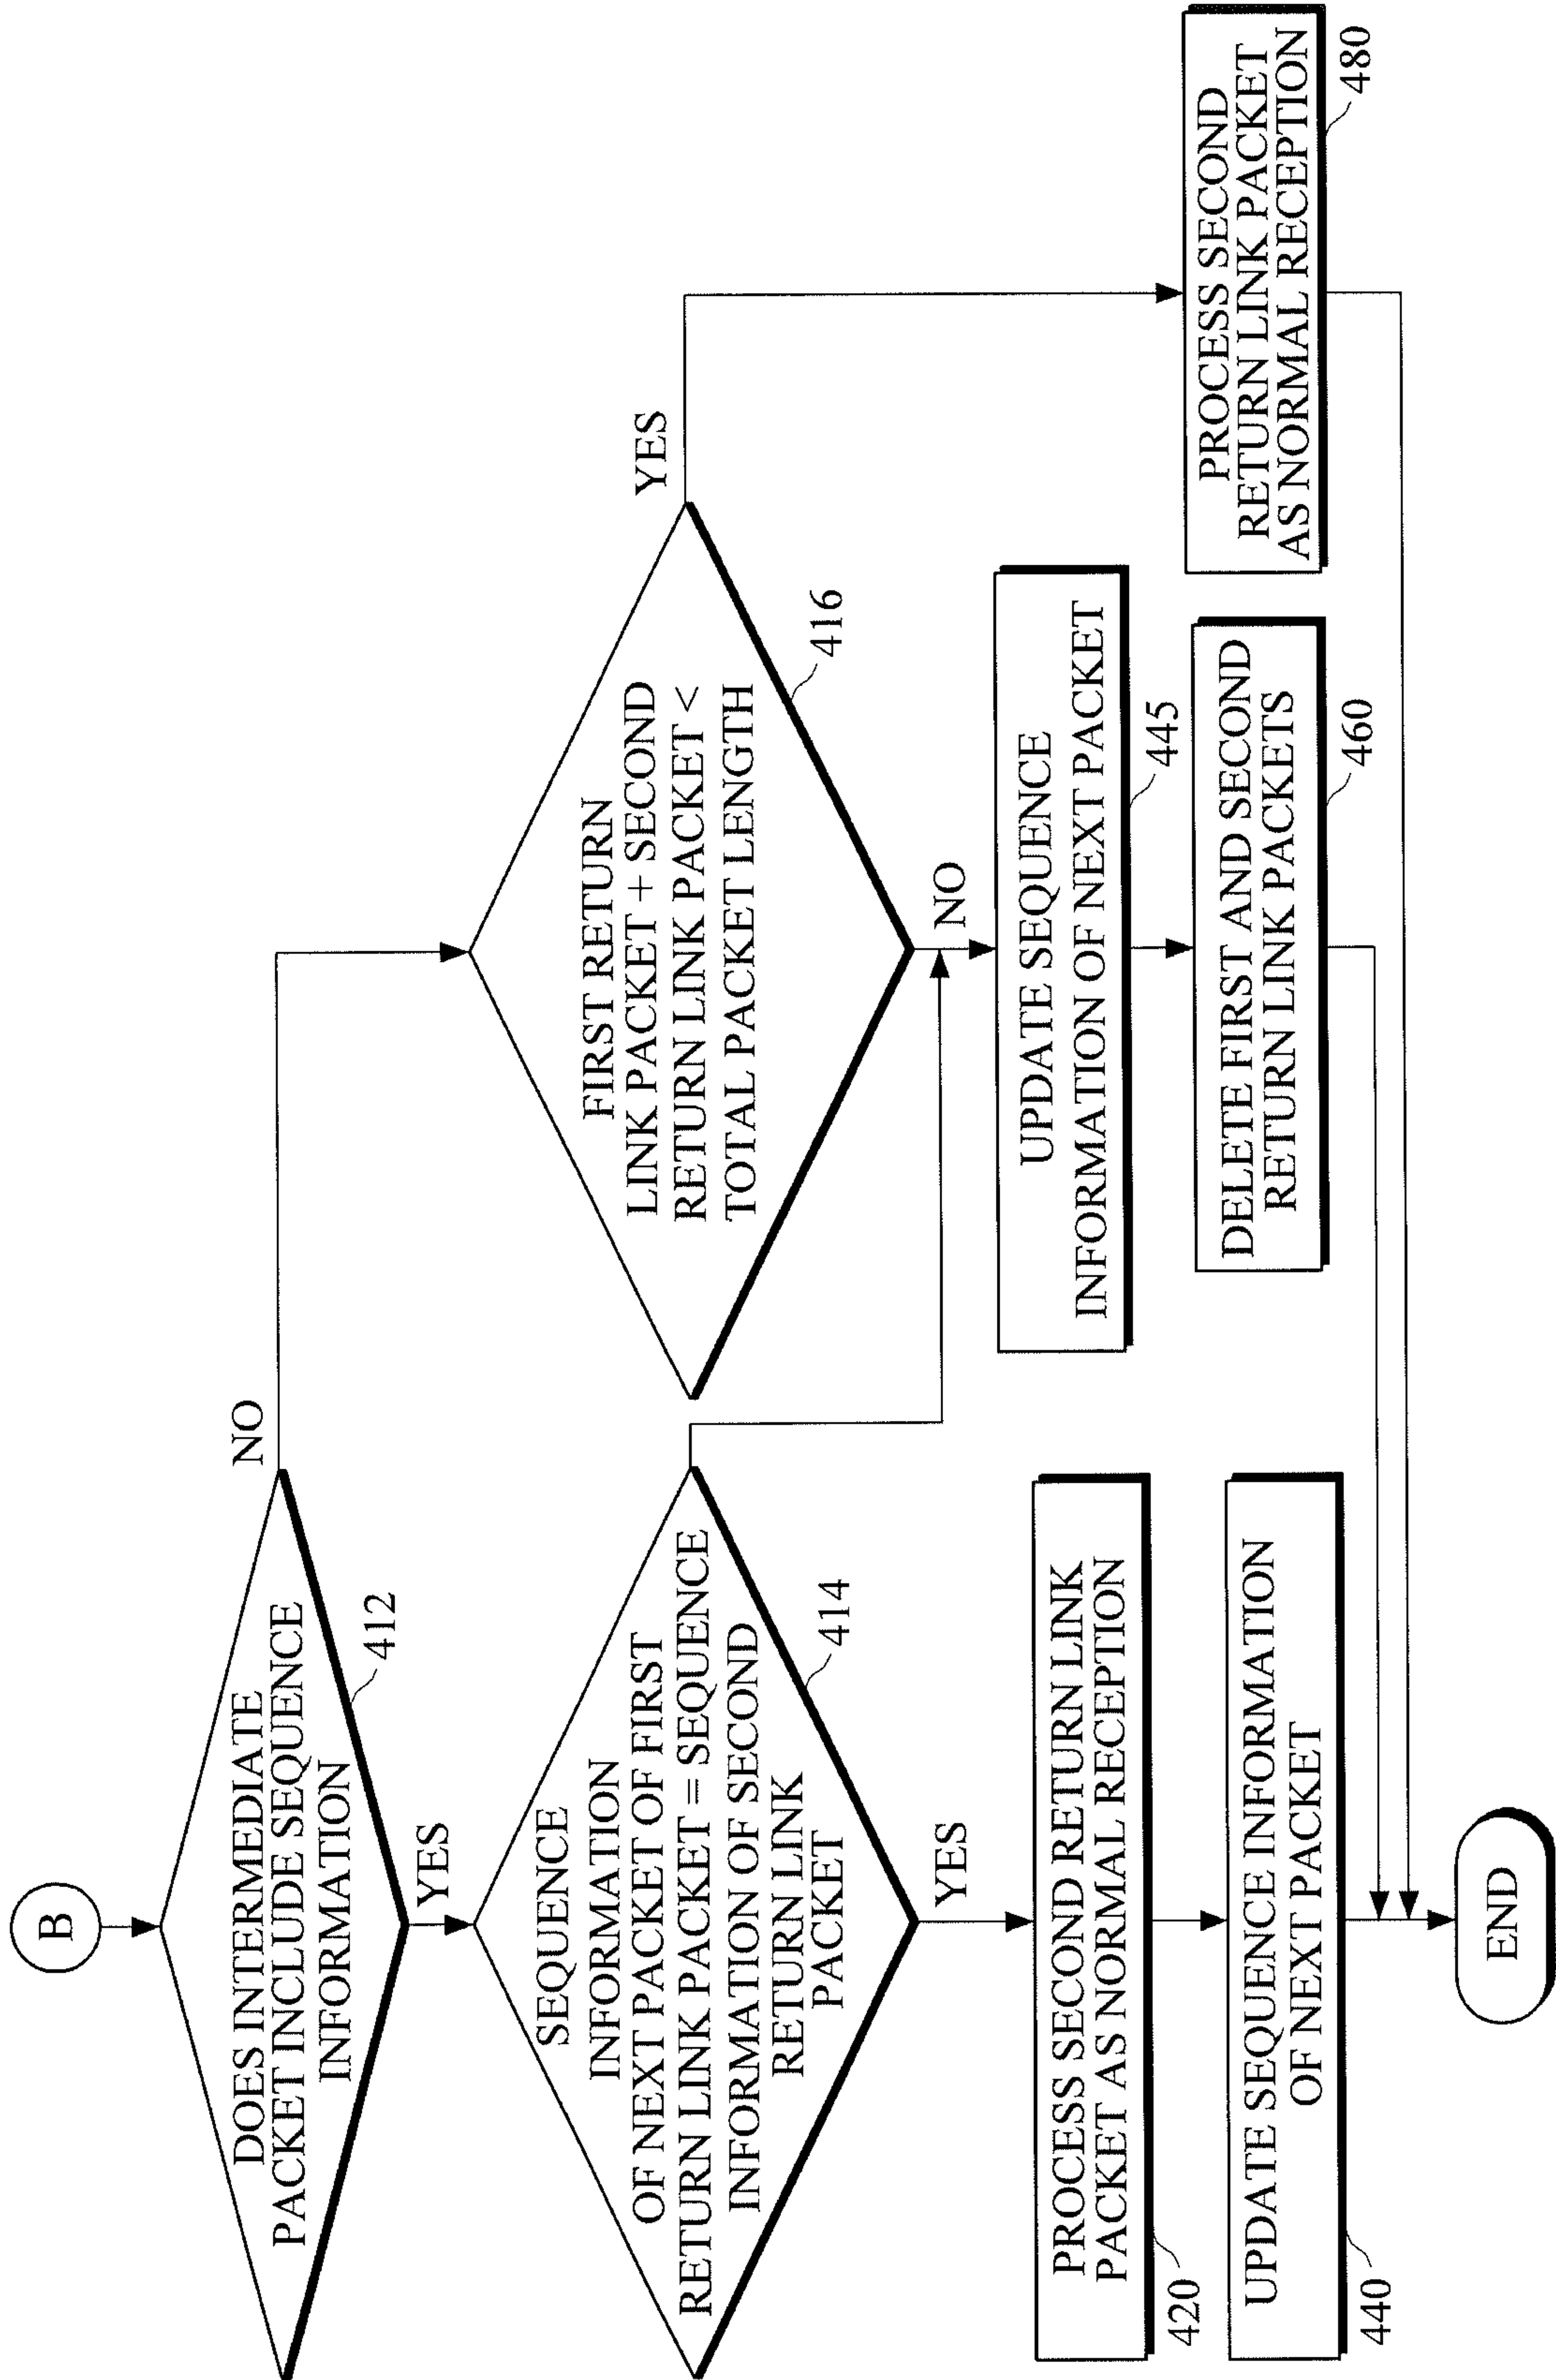 B
DOES INTERMEDIATE
PACKET INCLUDE SEQUENCE
INFORMATION
412
NO
YES
SEQUENCE
INFORMATION
OF NEXT PACKET OF FIRST
RETURN LINK PACKET = SEQUENCE
INFORMATION OF SECOND
RETURN LINK
PACKET
414
YES
FIRST RETURN
LINK PACKET + SECOND
RETURN LINK PACKET <
TOTAL PACKET LENGTH
416
YES
NO
PROCESS SECOND RETURN LINK
PACKET AS NORMAL RECEPTION
420
UPDATE SEQUENCE INFORMATION
OF NEXT PACKET
440
UPDATE SEQUENCE
INFORMATION OF NEXT PACKET
445
DELETE FIRST AND SECOND
RETURN LINK PACKETS
460
PROCESS SECOND
RETURN LINK PACKET
AS NORMAL RECEPTION
480
END